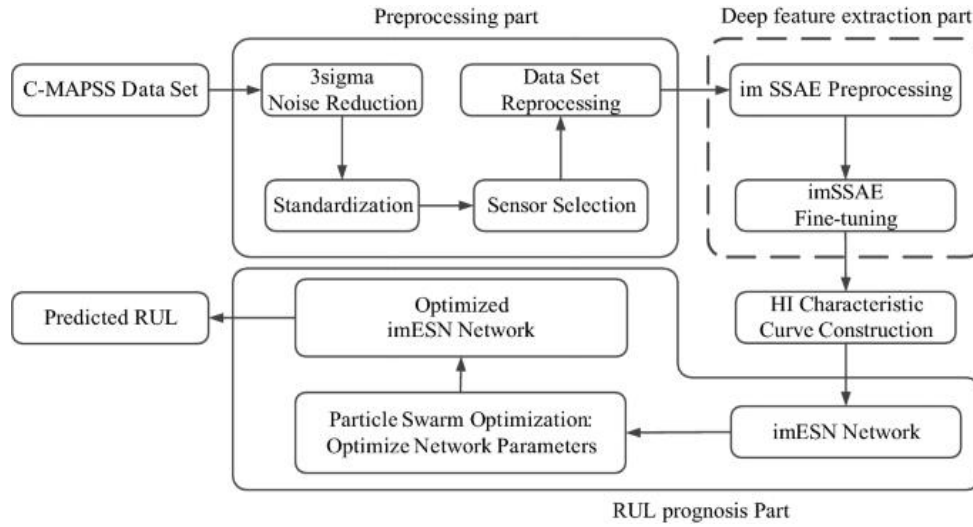 Preprocessing part
Deep feature extraction part
C-MAPSS Data Set
3sigma
Noise Reduction
Data Set
Reprocessing
im SSAE Preprocessing
Standardization
Sensor Selection
imSSAE
Fine-tuning
Predicted RUL
Optimized
imESN Network
HI Characteristic
Curve Construction
Particle Swarm Optimization:
Optimize Network Parameters
imESN Network
RUL prognosis Part